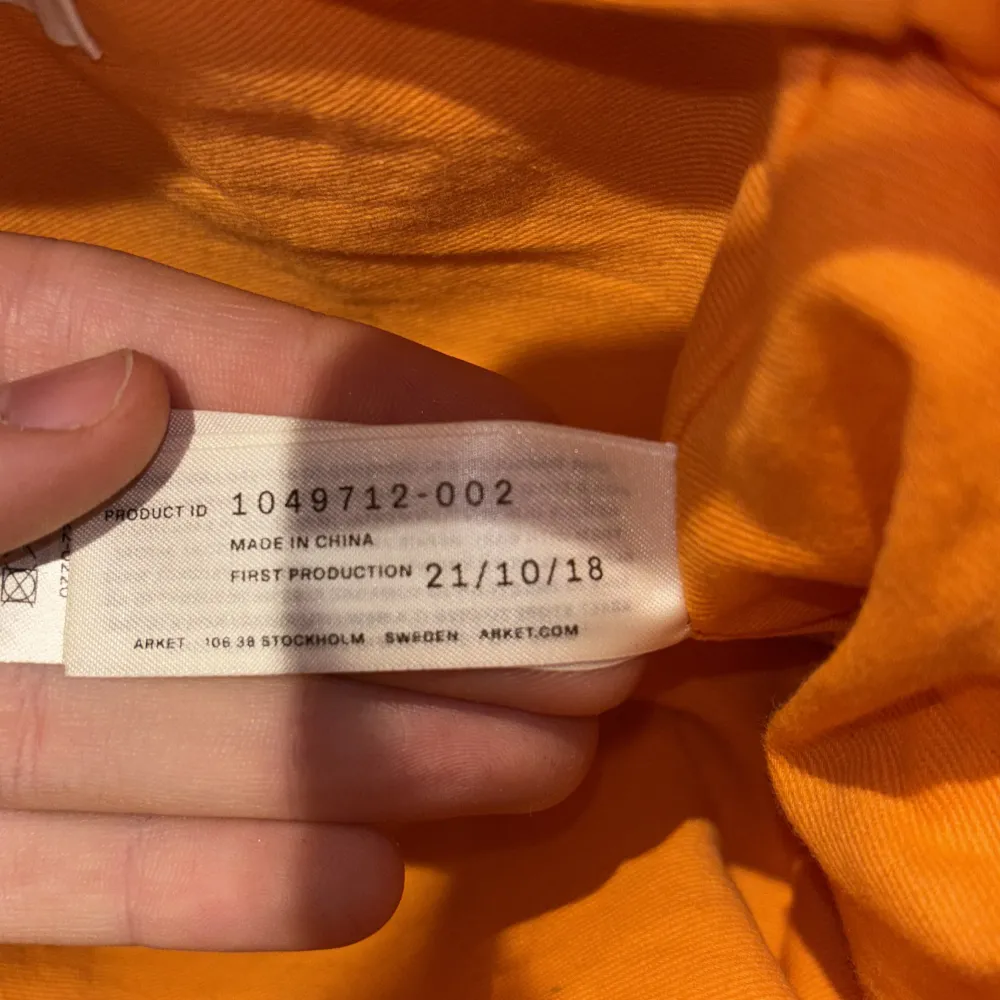 PRODUCT ID 1049712-002
MADE IN CHINA
FIRST PRODUCTION 21/10/18
ARKET 106 38 STOCKHOLM SWEDEN ARKET.COM